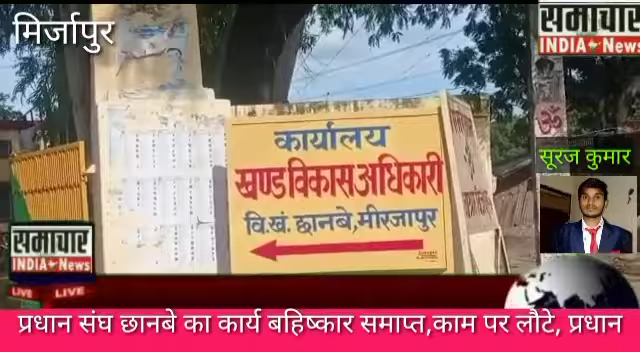 मिर्जापुर
समाचार
INDIA News
सूरज कुमार
कार्यालय
खण्ड विकास अधिकारी
वि.खं. छानबे, मीरजापुर
समाचार
INDIA News
LIVE LIVE
प्रधान संघ छानबे का कार्य बहिष्कार समाप्त,काम पर लौटे, प्रधान